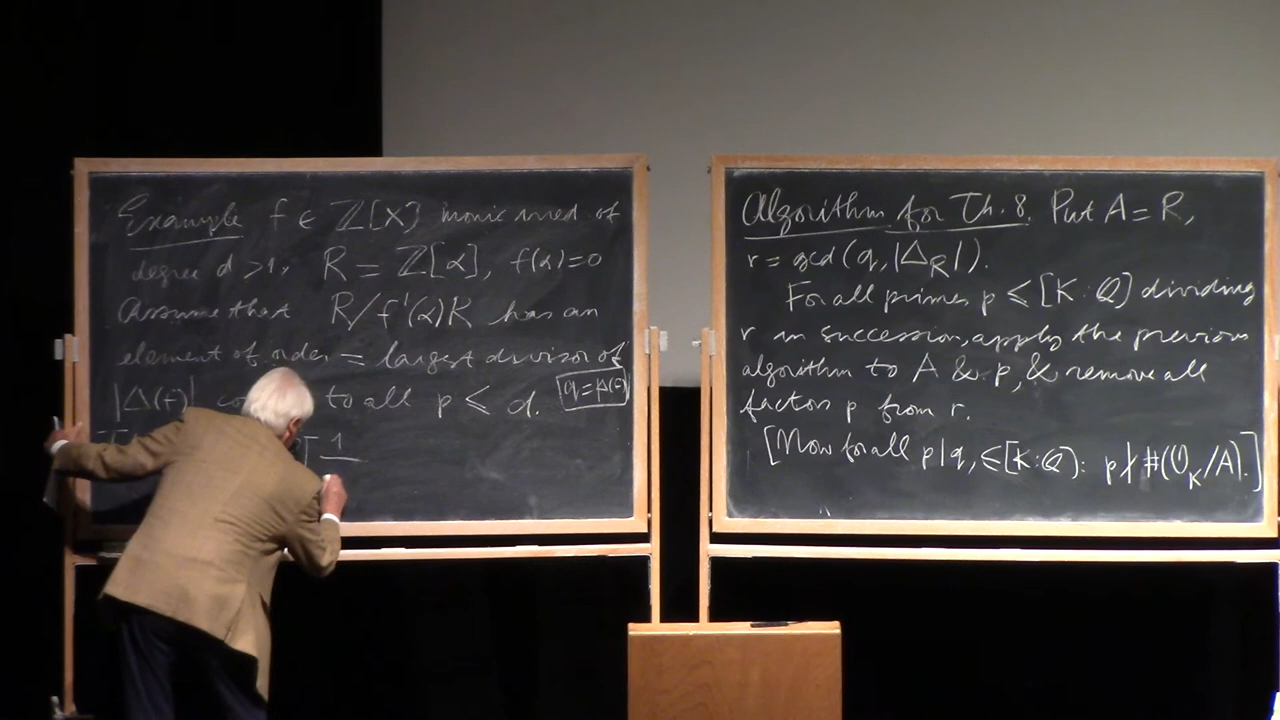 Example f ∈ ℤ[X] monic irred of
degree d > 1, R = ℤ[α], f(α)=0
Assume that R/f'(α)R has an
element of order = largest divisor of
|Δ(f)| to all p ≤ d. q = Δ(f)
1
Algorithm for Th. 8. Put A = R,
r = gcd(q, |Δ_R|).
For all primes p ≤ [K:ℚ] dividing
r in succession, apply the previous
algorithm to A & p, & remove all
factors p from r.
[Now for all p|q, ≤[K:ℚ): p∤#(O_K/A).]